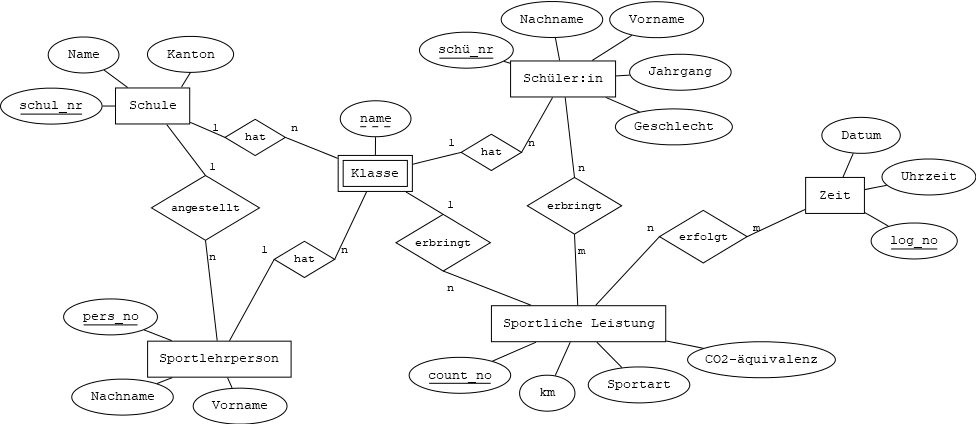 Nachname
Vorname
Name
Kanton
schü_nr
Schüler:in
Jahrgang
schul_nr
Schule
name
Geschlecht
1
hat
n
1
hat
n
Datum
Klasse
Uhrzeit
1
n
Zeit
angestellt
1
erbringt
n
erfolgt
m
log_no
n
1
hat
n
erbringt
m
n
pers_no
Sportliche Leistung
Sportlehrperson
CO2-äquivalenz
count_no
Nachname
km
Sportart
Vorname